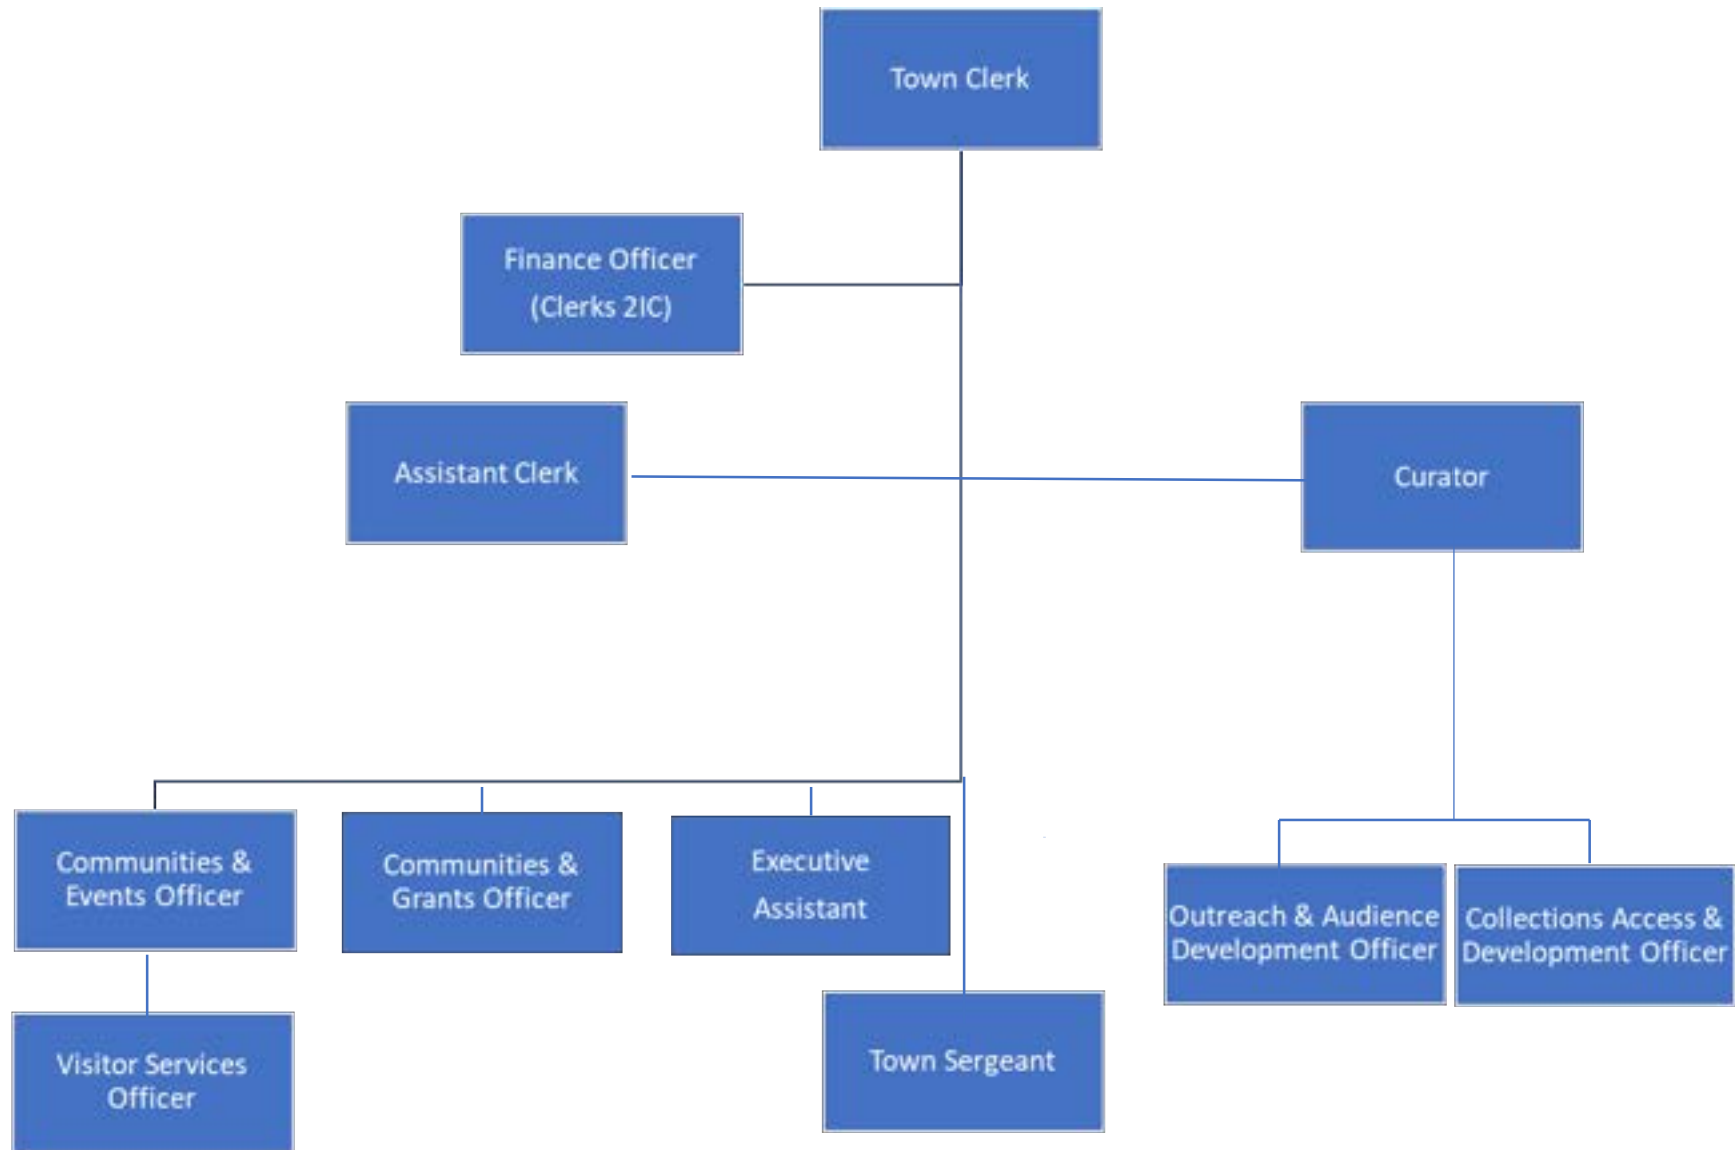 Town Clerk
Finance Officer
(Clerks 2IC)
Assistant Clerk
Curator
Communities &
Events Officer
Communities &
Grants Officer
Executive
Assistant
Outreach & Audience
Development Officer
Collections Access &
Development Officer
Visitor Services
Officer
Town Sergeant